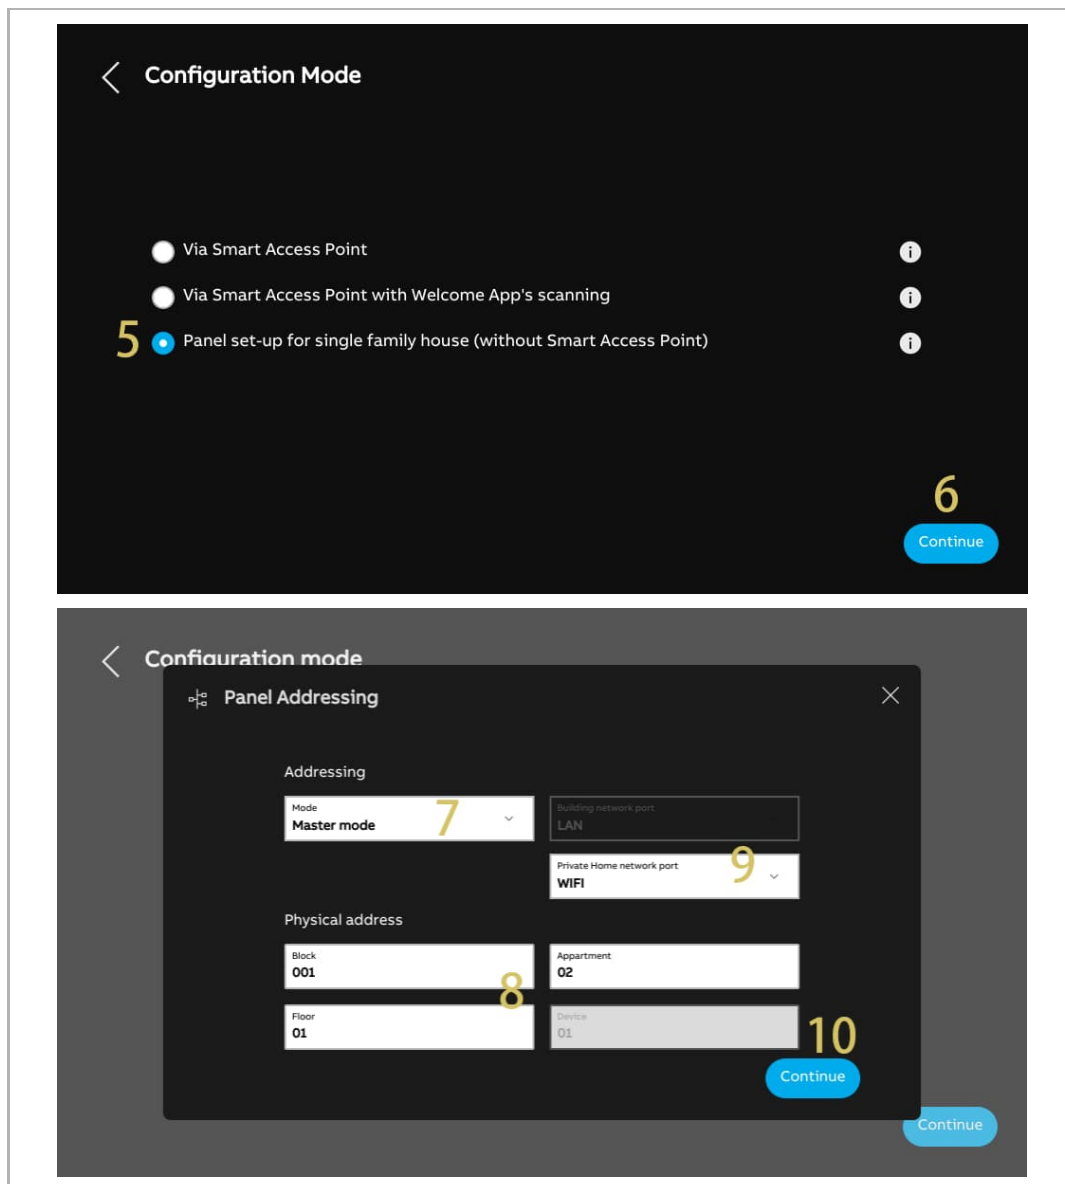 Configuration Mode
Via Smart Access Point
i
Via Smart Access Point with Welcome App's scanning
i
5
Panel set-up for single family house (without Smart Access Point)
i
6
Continue
Configuration mode
Panel Addressing
Addressing
Mode
Master mode
7
Building network port
LAN
Private Home network port
WIFI
9
Physical address
Block
001
8
Appartment
02
Floor
01
Device
01
10
Continue
Continue